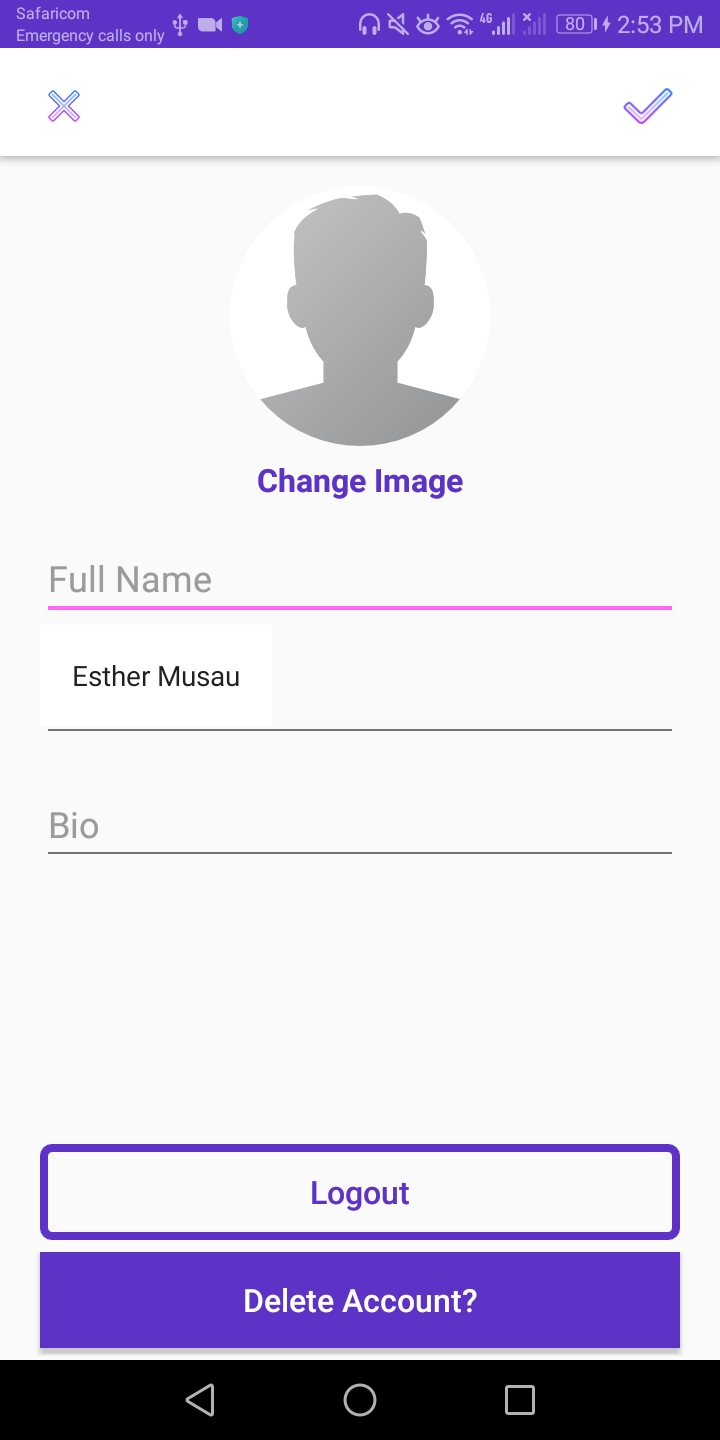 Safaricom
Emergency calls only
4G
80
2:53 PM
Change Image
Full Name
Esther Musau
Bio
Logout
Delete Account?